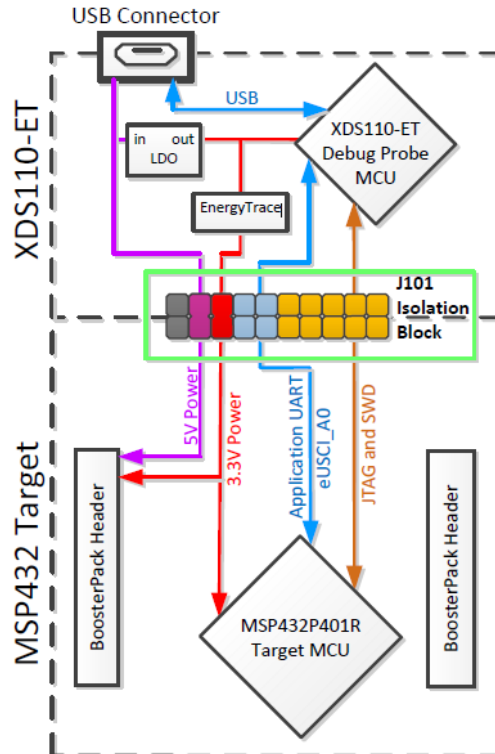 USB Connector
XDS110-ET
USB
in out
LDO
XDS110-ET
Debug Probe
MCU
EnergyTrace
J101
Isolation
Block
MSP432 Target
5V Power
3.3V Power
Application UART
eUSCI_A0
JTAG and SWD
BoosterPack Header
BoosterPack Header
MSP432P401R
Target MCU